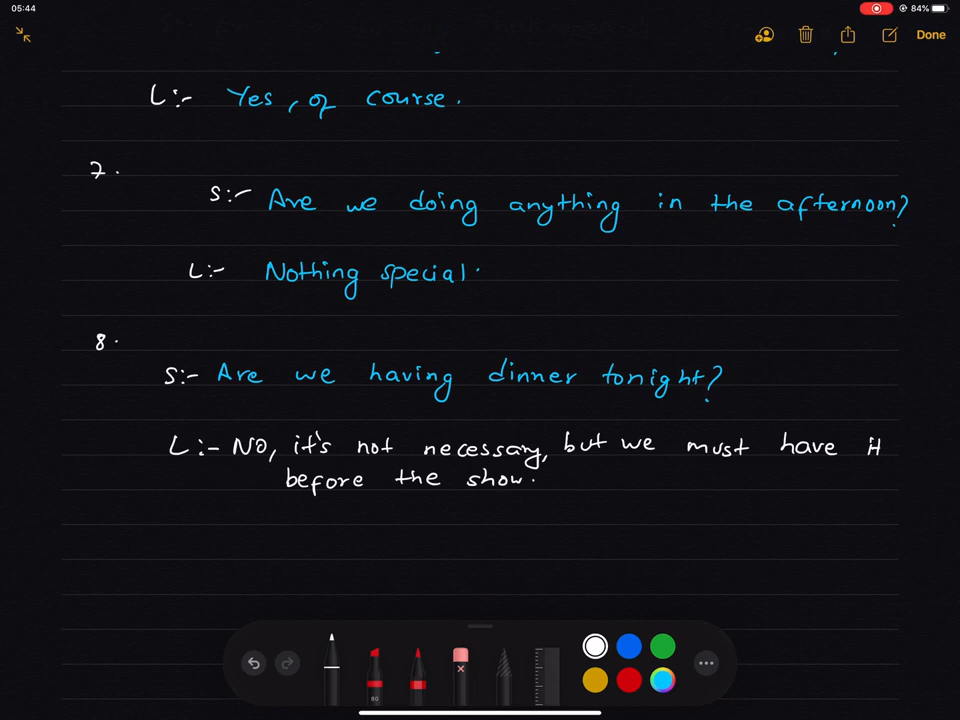 05:44
84%
Done
L:- Yes, of course.
7.
S:- Are we doing anything in the afternoon?
L:- Nothing special.
8.
S:- Are we having dinner tonight?
L:- No, it's not necessary, but we must have it
before the show.
80